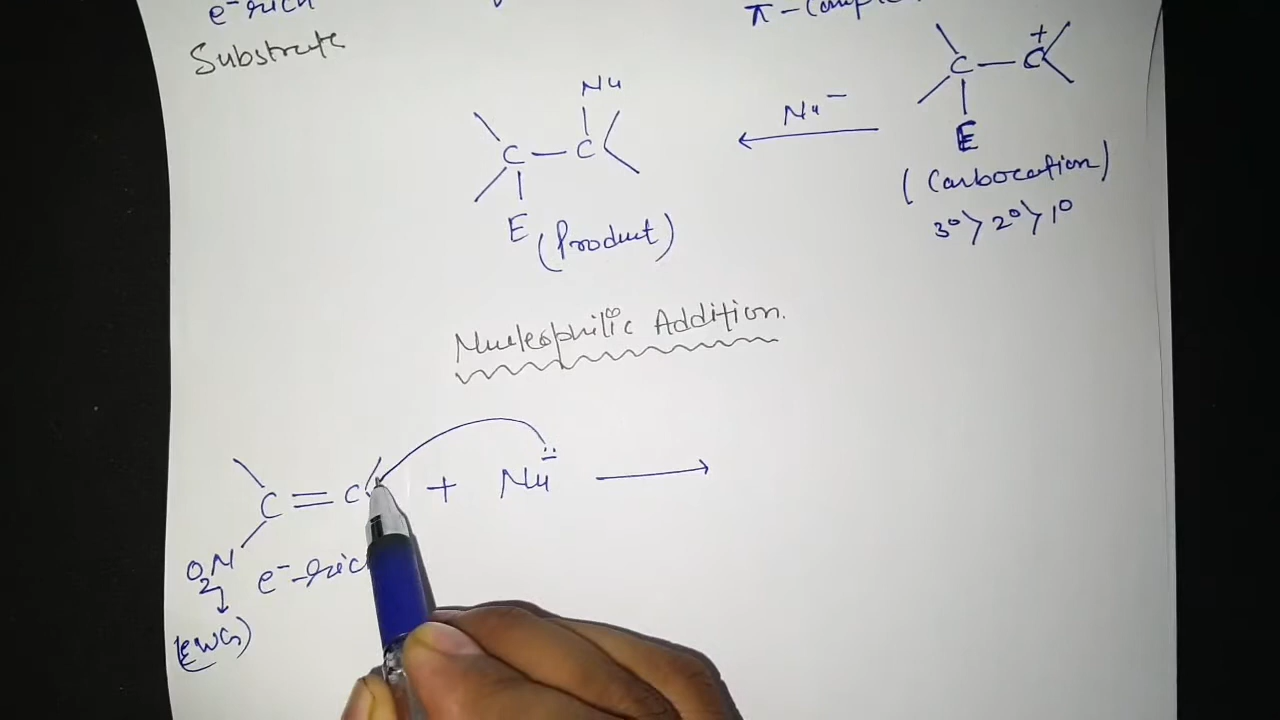 e⁻-rich
Substrate
π-Comple
Nu
C — C
E
(Product)
Nu⁻
+
C — C
E
(Carbocation)
3° > 2° > 1°
Nucleophilic Addition.
C = C + Nu⁻ →
O₂N
e⁻-rich
(EWG)